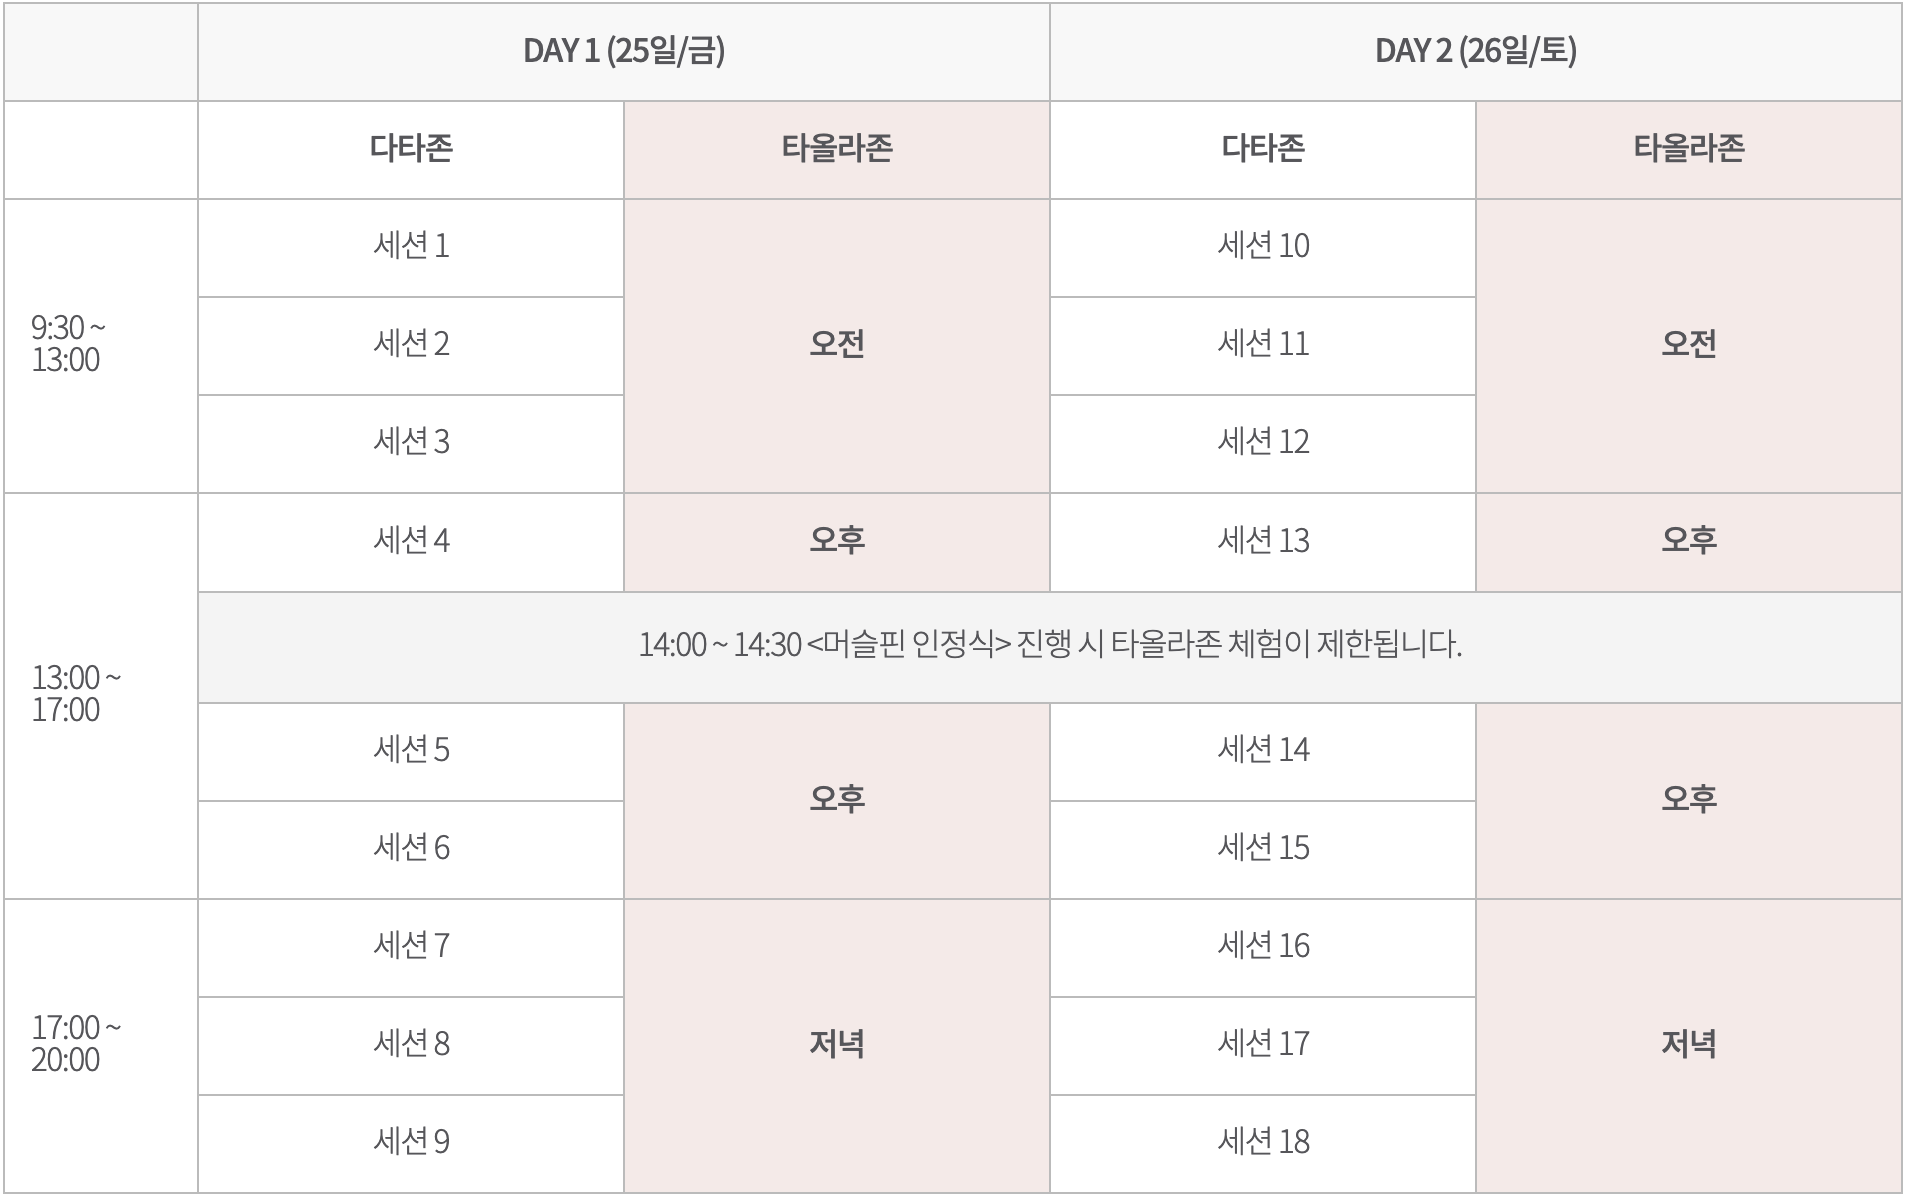 DAY 1 (25일/금) DAY 2 (26일/토)
다타존 타올라존 다타존 타올라존
9:30 ~
13:00
세션 1 오전 세션 10 오전
세션 2 세션 11
세션 3 세션 12
13:00 ~
17:00
세션 4 오후 세션 13 오후
14:00 ~ 14:30 <머슬핀 인정식> 진행 시 타올라존 체험이 제한됩니다.
세션 5 오후 세션 14 오후
세션 6 세션 15
17:00 ~
20:00
세션 7 저녁 세션 16 저녁
세션 8 세션 17
세션 9 세션 18